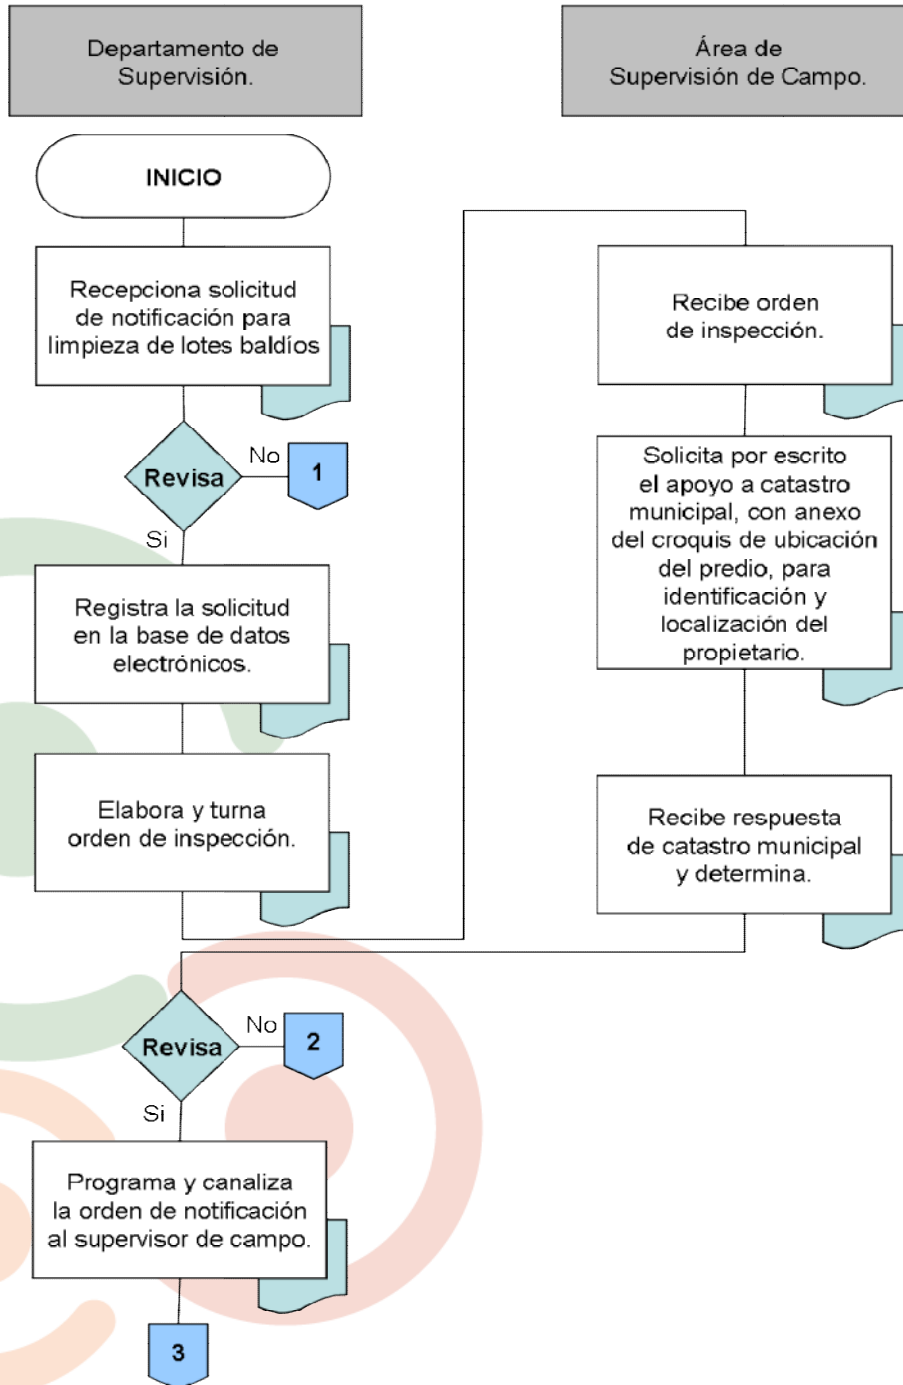 Departamento de
Supervisión.
Área de
Supervisión de Campo.
INICIO
Recepciona solicitud
de notificación para
limpieza de lotes baldíos
Revisa
No
1
Si
Registra la solicitud
en la base de datos
electrónicos.
Elabora y turna
orden de inspección.
Recibe orden
de inspección.
Solicita por escrito
el apoyo a catastro
municipal, con anexo
del croquis de ubicación
del predio, para
identificación y
localización del
propietario.
Recibe respuesta
de catastro municipal
y determina.
Revisa
No
2
Si
Programa y canaliza
la orden de notificación
al supervisor de campo.
3